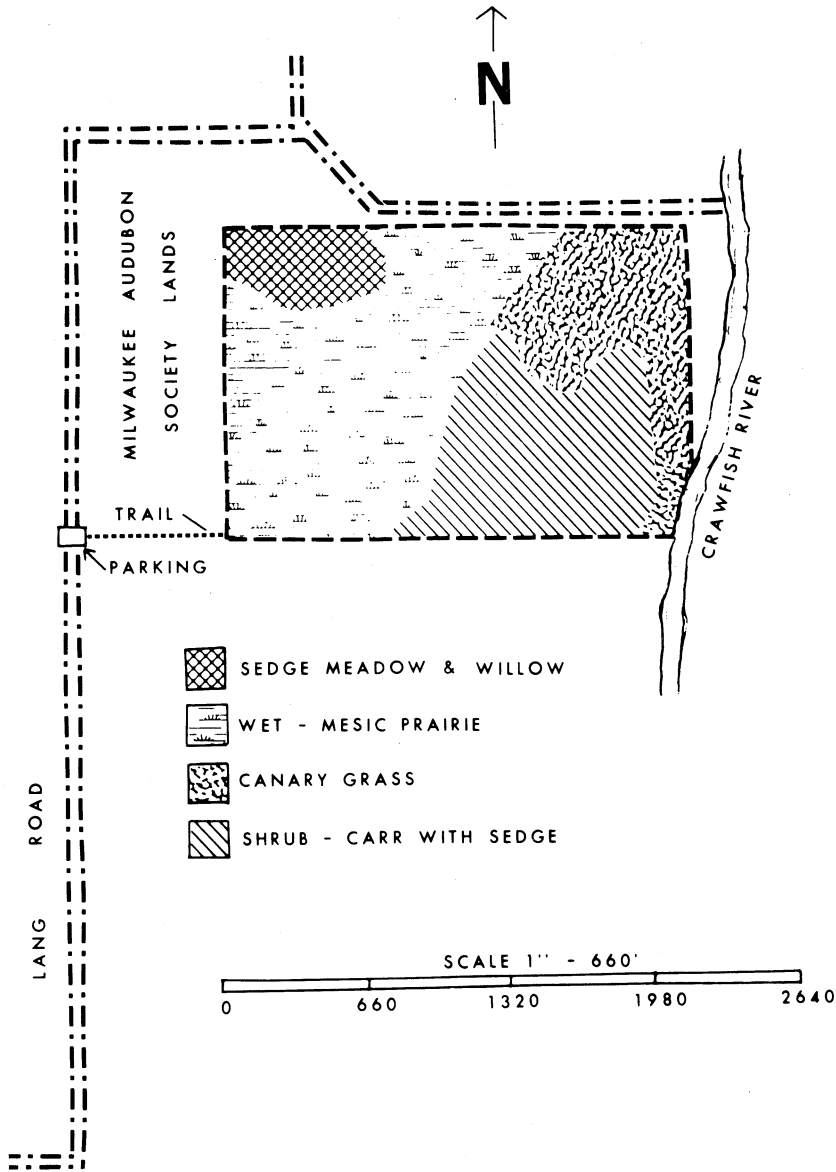 N
MILWAUKEE AUDUBON
SOCIETY LANDS
CRAWFISH RIVER
TRAIL
PARKING
SEDGE MEADOW & WILLOW
WET - MESIC PRAIRIE
CANARY GRASS
SHRUB - CARR WITH SEDGE
LANG ROAD
SCALE 1" - 660'
0 660 1320 1980 2640